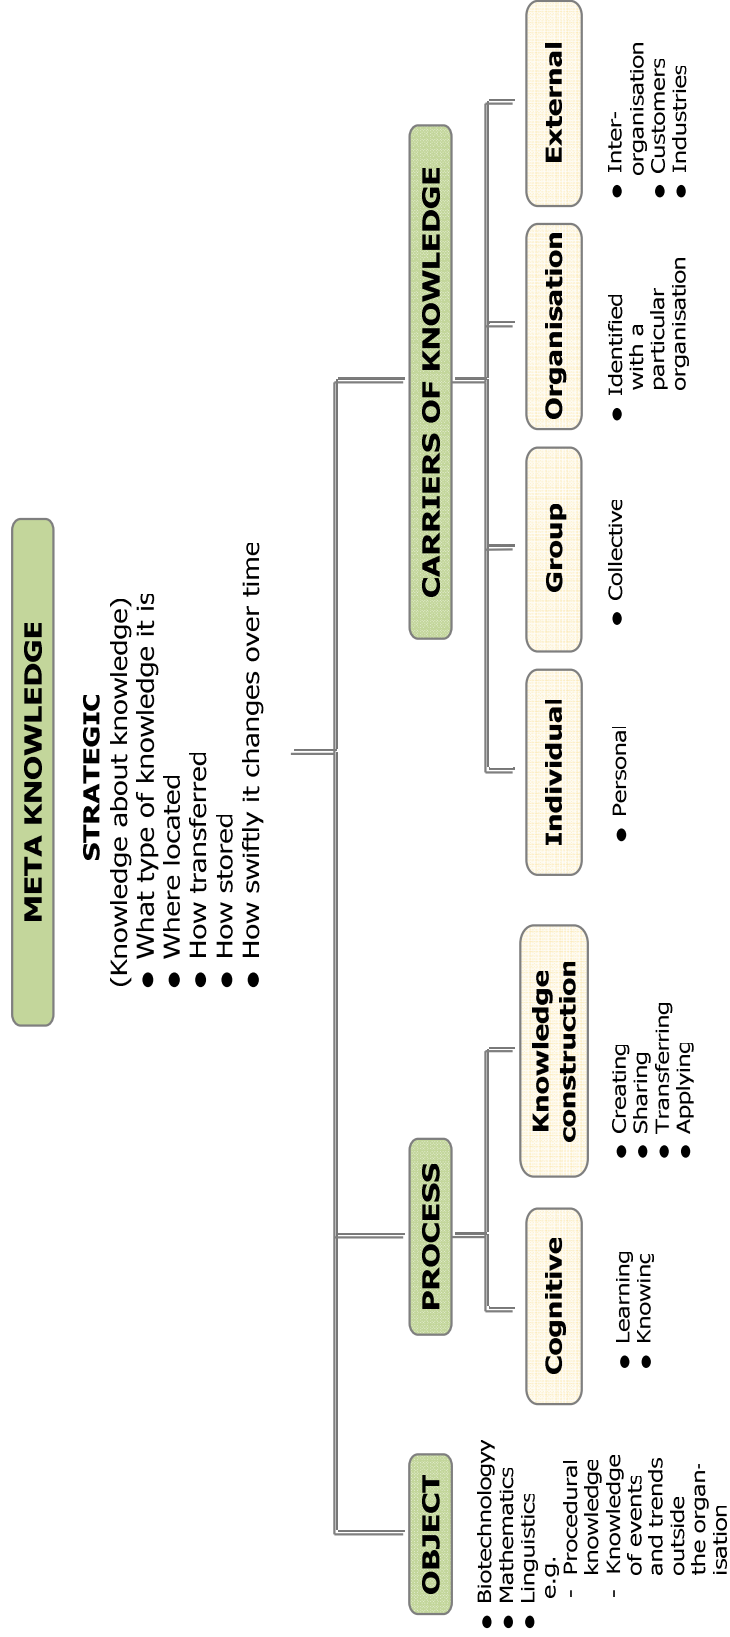 META KNOWLEDGE
STRATEGIC
(Knowledge about knowledge)
● What type of knowledge it is
● Where located
● How transferred
● How stored
● How swiftly it changes over time
OBJECT
● Biotechnologyy
● Mathematics
● Linguistics
e.g.
- Procedural
knowledge
- Knowledge
of events
and trends
outside
the organ-
isation
PROCESS
Cognitive
● Learning
● Knowing
Knowledge
construction
● Creating
● Sharing
● Transferring
● Applying
CARRIERS OF KNOWLEDGE
Individual
● Personal
Group
● Collective
Organisation
● Identified
with a
particular
organisation
External
● Inter-
organisation
● Customers
● Industries